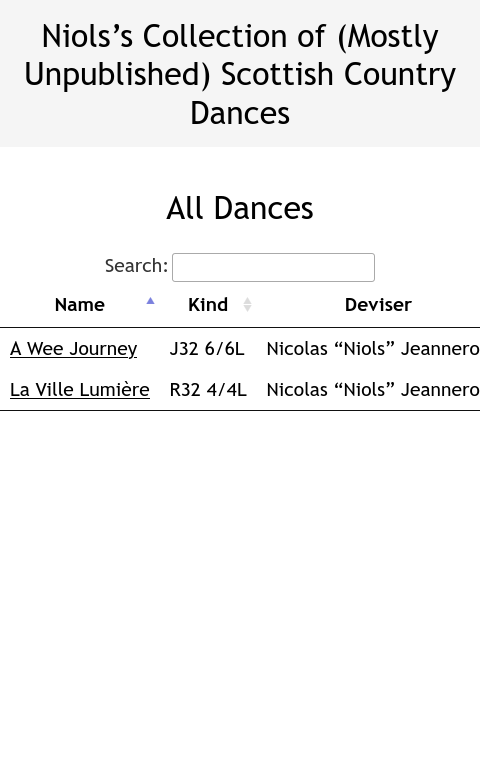 Niols’s Collection of (Mostly
Unpublished) Scottish Country
Dances
All Dances
Search:
Name Kind Deviser
A Wee Journey J32 6/6L Nicolas “Niols” Jeannero
La Ville Lumière R32 4/4L Nicolas “Niols” Jeannero